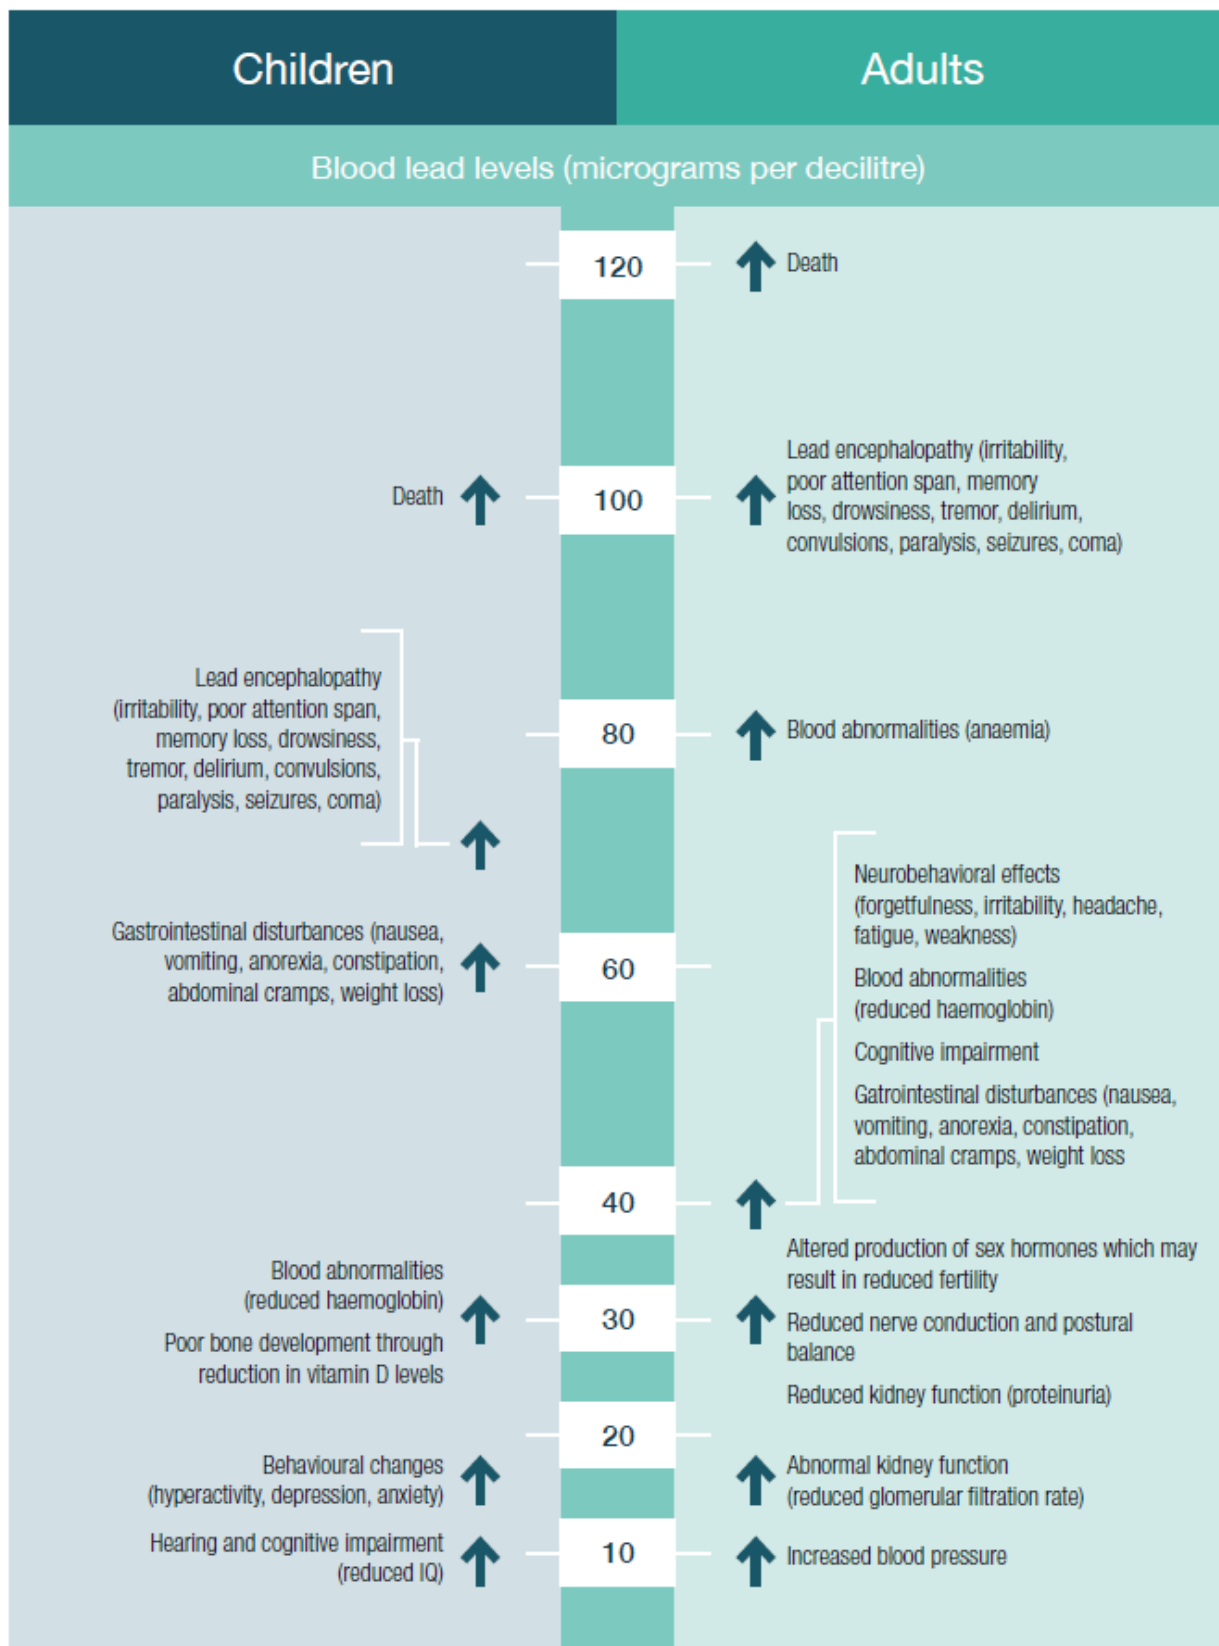 Children
Adults
Blood lead levels (micrograms per decilitre)
120
Death
Death
100
Lead encephalopathy (irritability,
poor attention span, memory
loss, drowsiness, tremor, delirium,
convulsions, paralysis, seizures, coma)
Lead encephalopathy
(irritability, poor attention span,
memory loss, drowsiness,
tremor, delirium, convulsions,
paralysis, seizures, coma)
80
Blood abnormalities (anaemia)
Gastrointestinal disturbances (nausea,
vomiting, anorexia, constipation,
abdominal cramps, weight loss)
60
Neurobehavioral effects
(forgetfulness, irritability, headache,
fatigue, weakness)
Blood abnormalities
(reduced haemoglobin)
Cognitive impairment
Gatrointestinal disturbances (nausea,
vomiting, anorexia, constipation,
abdominal cramps, weight loss
40
Blood abnormalities
(reduced haemoglobin)
Poor bone development through
reduction in vitamin D levels
30
Altered production of sex hormones which may
result in reduced fertility
Reduced nerve conduction and postural
balance
Reduced kidney function (proteinuria)
20
Behavioural changes
(hyperactivity, depression, anxiety)
Abnormal kidney function
(reduced glomerular filtration rate)
Hearing and cognitive impairment
(reduced IQ)
10
Increased blood pressure